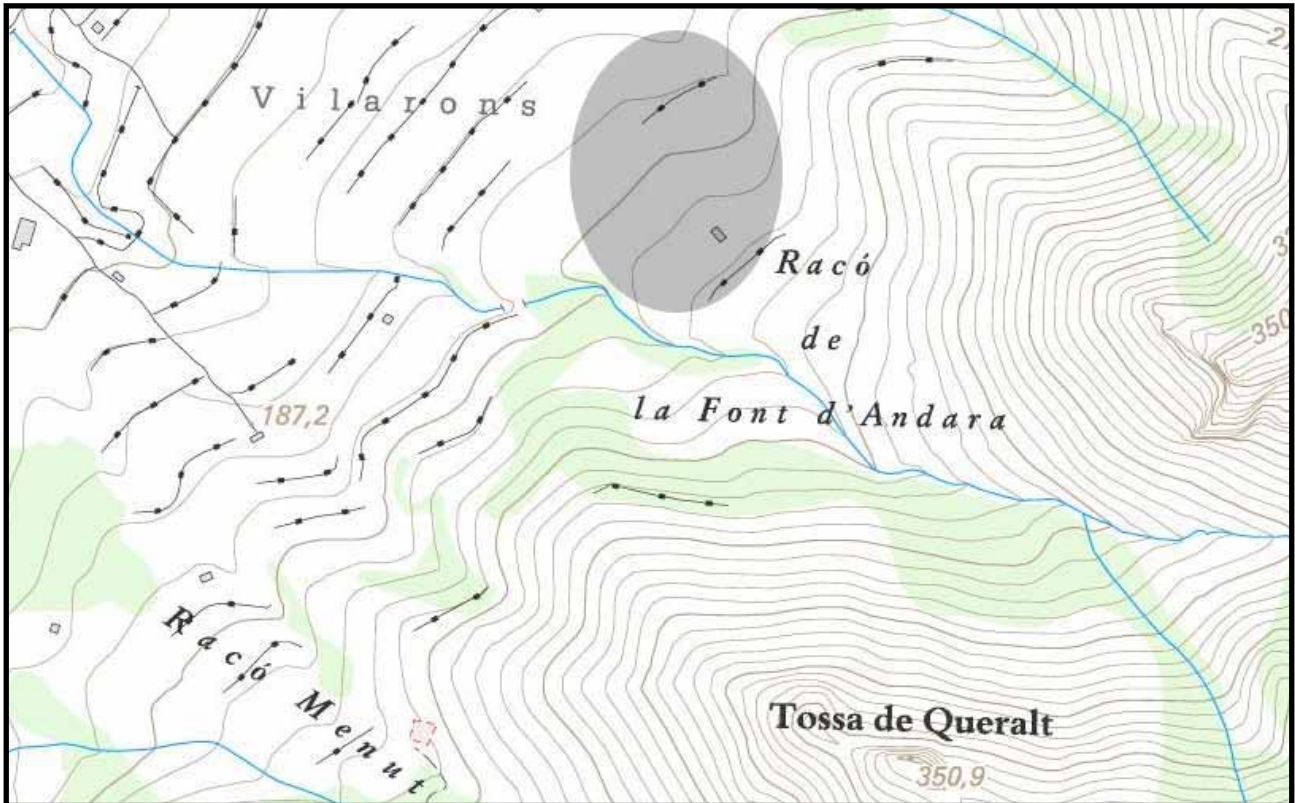 Vilarons
Racó
de
la Font d'Andara
187,2
350
Racó Menut
Tossa de Queralt
350,9